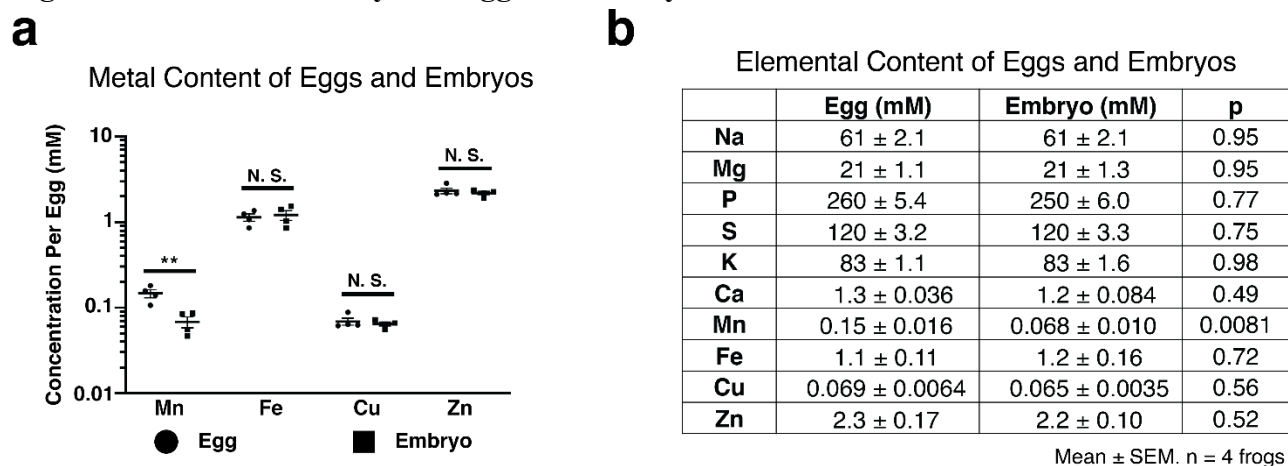 a
Metal Content of Eggs and Embryos
Concentration Per Egg (mM)
10
1
0.1
0.01
**
N. S.
N. S.
N. S.
Mn Fe Cu Zn
Egg Embryo
b
Elemental Content of Eggs and Embryos
Egg (mM) Embryo (mM) p
Na 61 ± 2.1 61 ± 2.1 0.95
Mg 21 ± 1.1 21 ± 1.3 0.95
P 260 ± 5.4 250 ± 6.0 0.77
S 120 ± 3.2 120 ± 3.3 0.75
K 83 ± 1.1 83 ± 1.6 0.98
Ca 1.3 ± 0.036 1.2 ± 0.084 0.49
Mn 0.15 ± 0.016 0.068 ± 0.010 0.0081
Fe 1.1 ± 0.11 1.2 ± 0.16 0.72
Cu 0.069 ± 0.0064 0.065 ± 0.0035 0.56
Zn 2.3 ± 0.17 2.2 ± 0.10 0.52
Mean ± SEM. n = 4 frogs